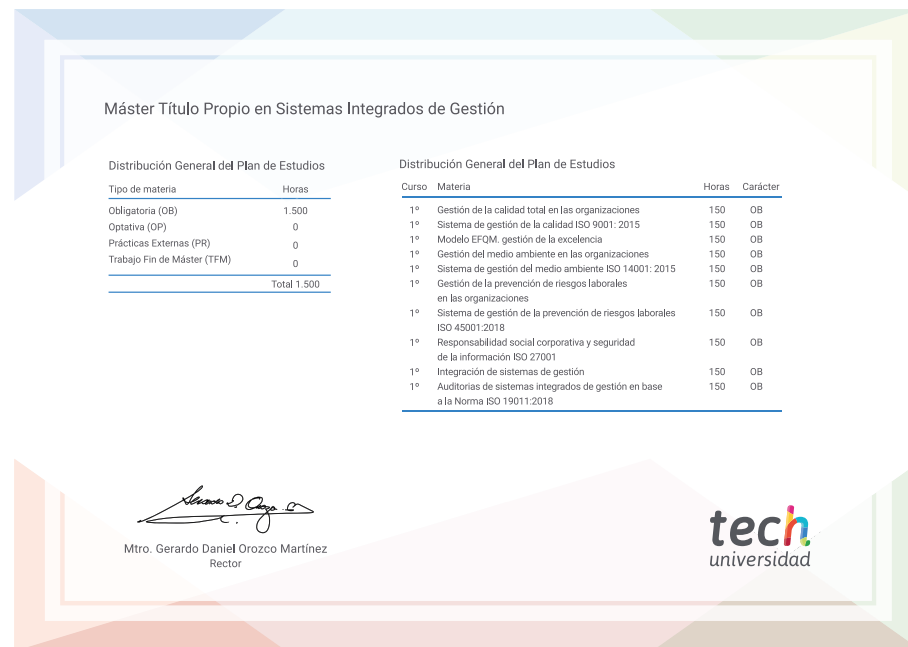 Máster Título Propio en Sistemas Integrados de Gestión
Distribución General del Plan de Estudios
Tipo de materia Horas
Obligatoria (OB) 1.500
Optativa (OP) 0
Prácticas Externas (PR) 0
Trabajo Fin de Máster (TFM) 0
Total 1.500
Distribución General del Plan de Estudios
Curso Materia Horas Carácter
1º Gestión de la calidad total en las organizaciones 150 OB
1º Sistema de gestión de la calidad ISO 9001: 2015 150 OB
1º Modelo EFQM. gestión de la excelencia 150 OB
1º Gestión del medio ambiente en las organizaciones 150 OB
1º Sistema de gestión del medio ambiente ISO 14001: 2015 150 OB
1º Gestión de la prevención de riesgos laborales 150 OB
en las organizaciones
1º Sistema de gestión de la prevención de riesgos laborales 150 OB
ISO 45001:2018
1º Responsabilidad social corporativa y seguridad 150 OB
de la información ISO 27001
1º Integración de sistemas de gestión 150 OB
1º Auditorias de sistemas integrados de gestión en base 150 OB
a la Norma ISO 19011:2018
Mtro. Gerardo Daniel Orozco Martínez
Rector
tech
universidad